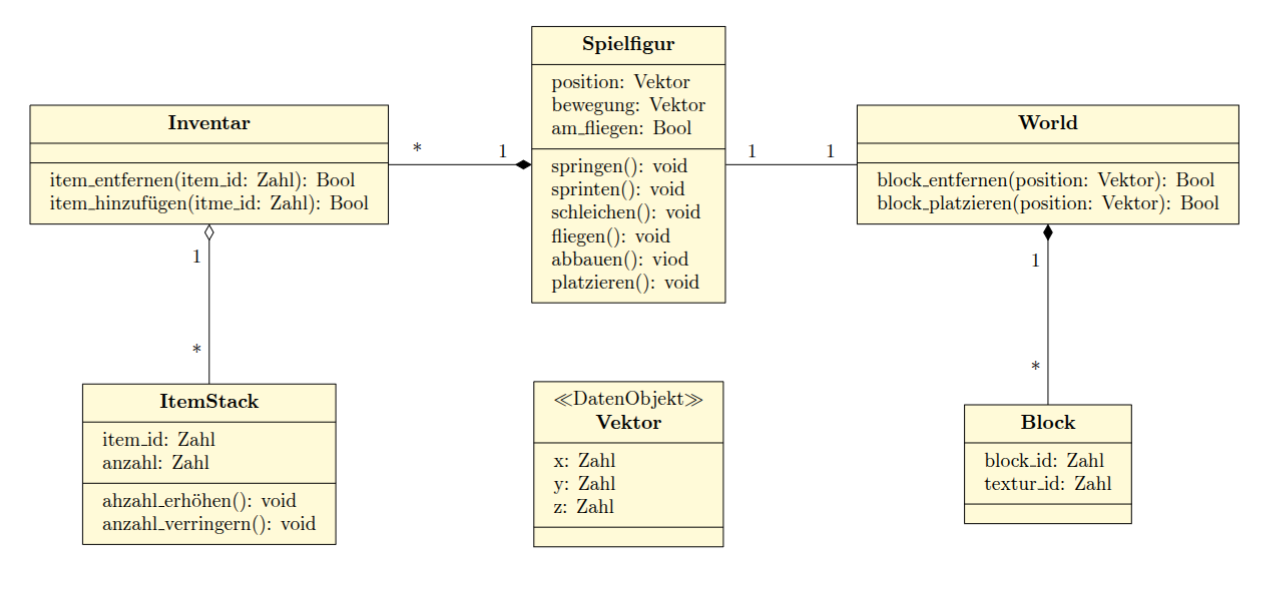 Spielfigur
position: Vektor
bewegung: Vektor
am_fliegen: Bool
springen(): void
sprinten(): void
schleichen(): void
fliegen(): void
abbauen(): viod
platzieren(): void
Inventar
item_entfernen(item_id: Zahl): Bool
item_hinzufügen(itme_id: Zahl): Bool
* 1
1 1
World
block_entfernen(position: Vektor): Bool
block_platzieren(position: Vektor): Bool
1
*
ItemStack
item_id: Zahl
anzahl: Zahl
ahzahl_erhöhen(): void
anzahl_verringern(): void
≪DatenObjekt≫
Vektor
x: Zahl
y: Zahl
z: Zahl
1
*
Block
block_id: Zahl
textur_id: Zahl